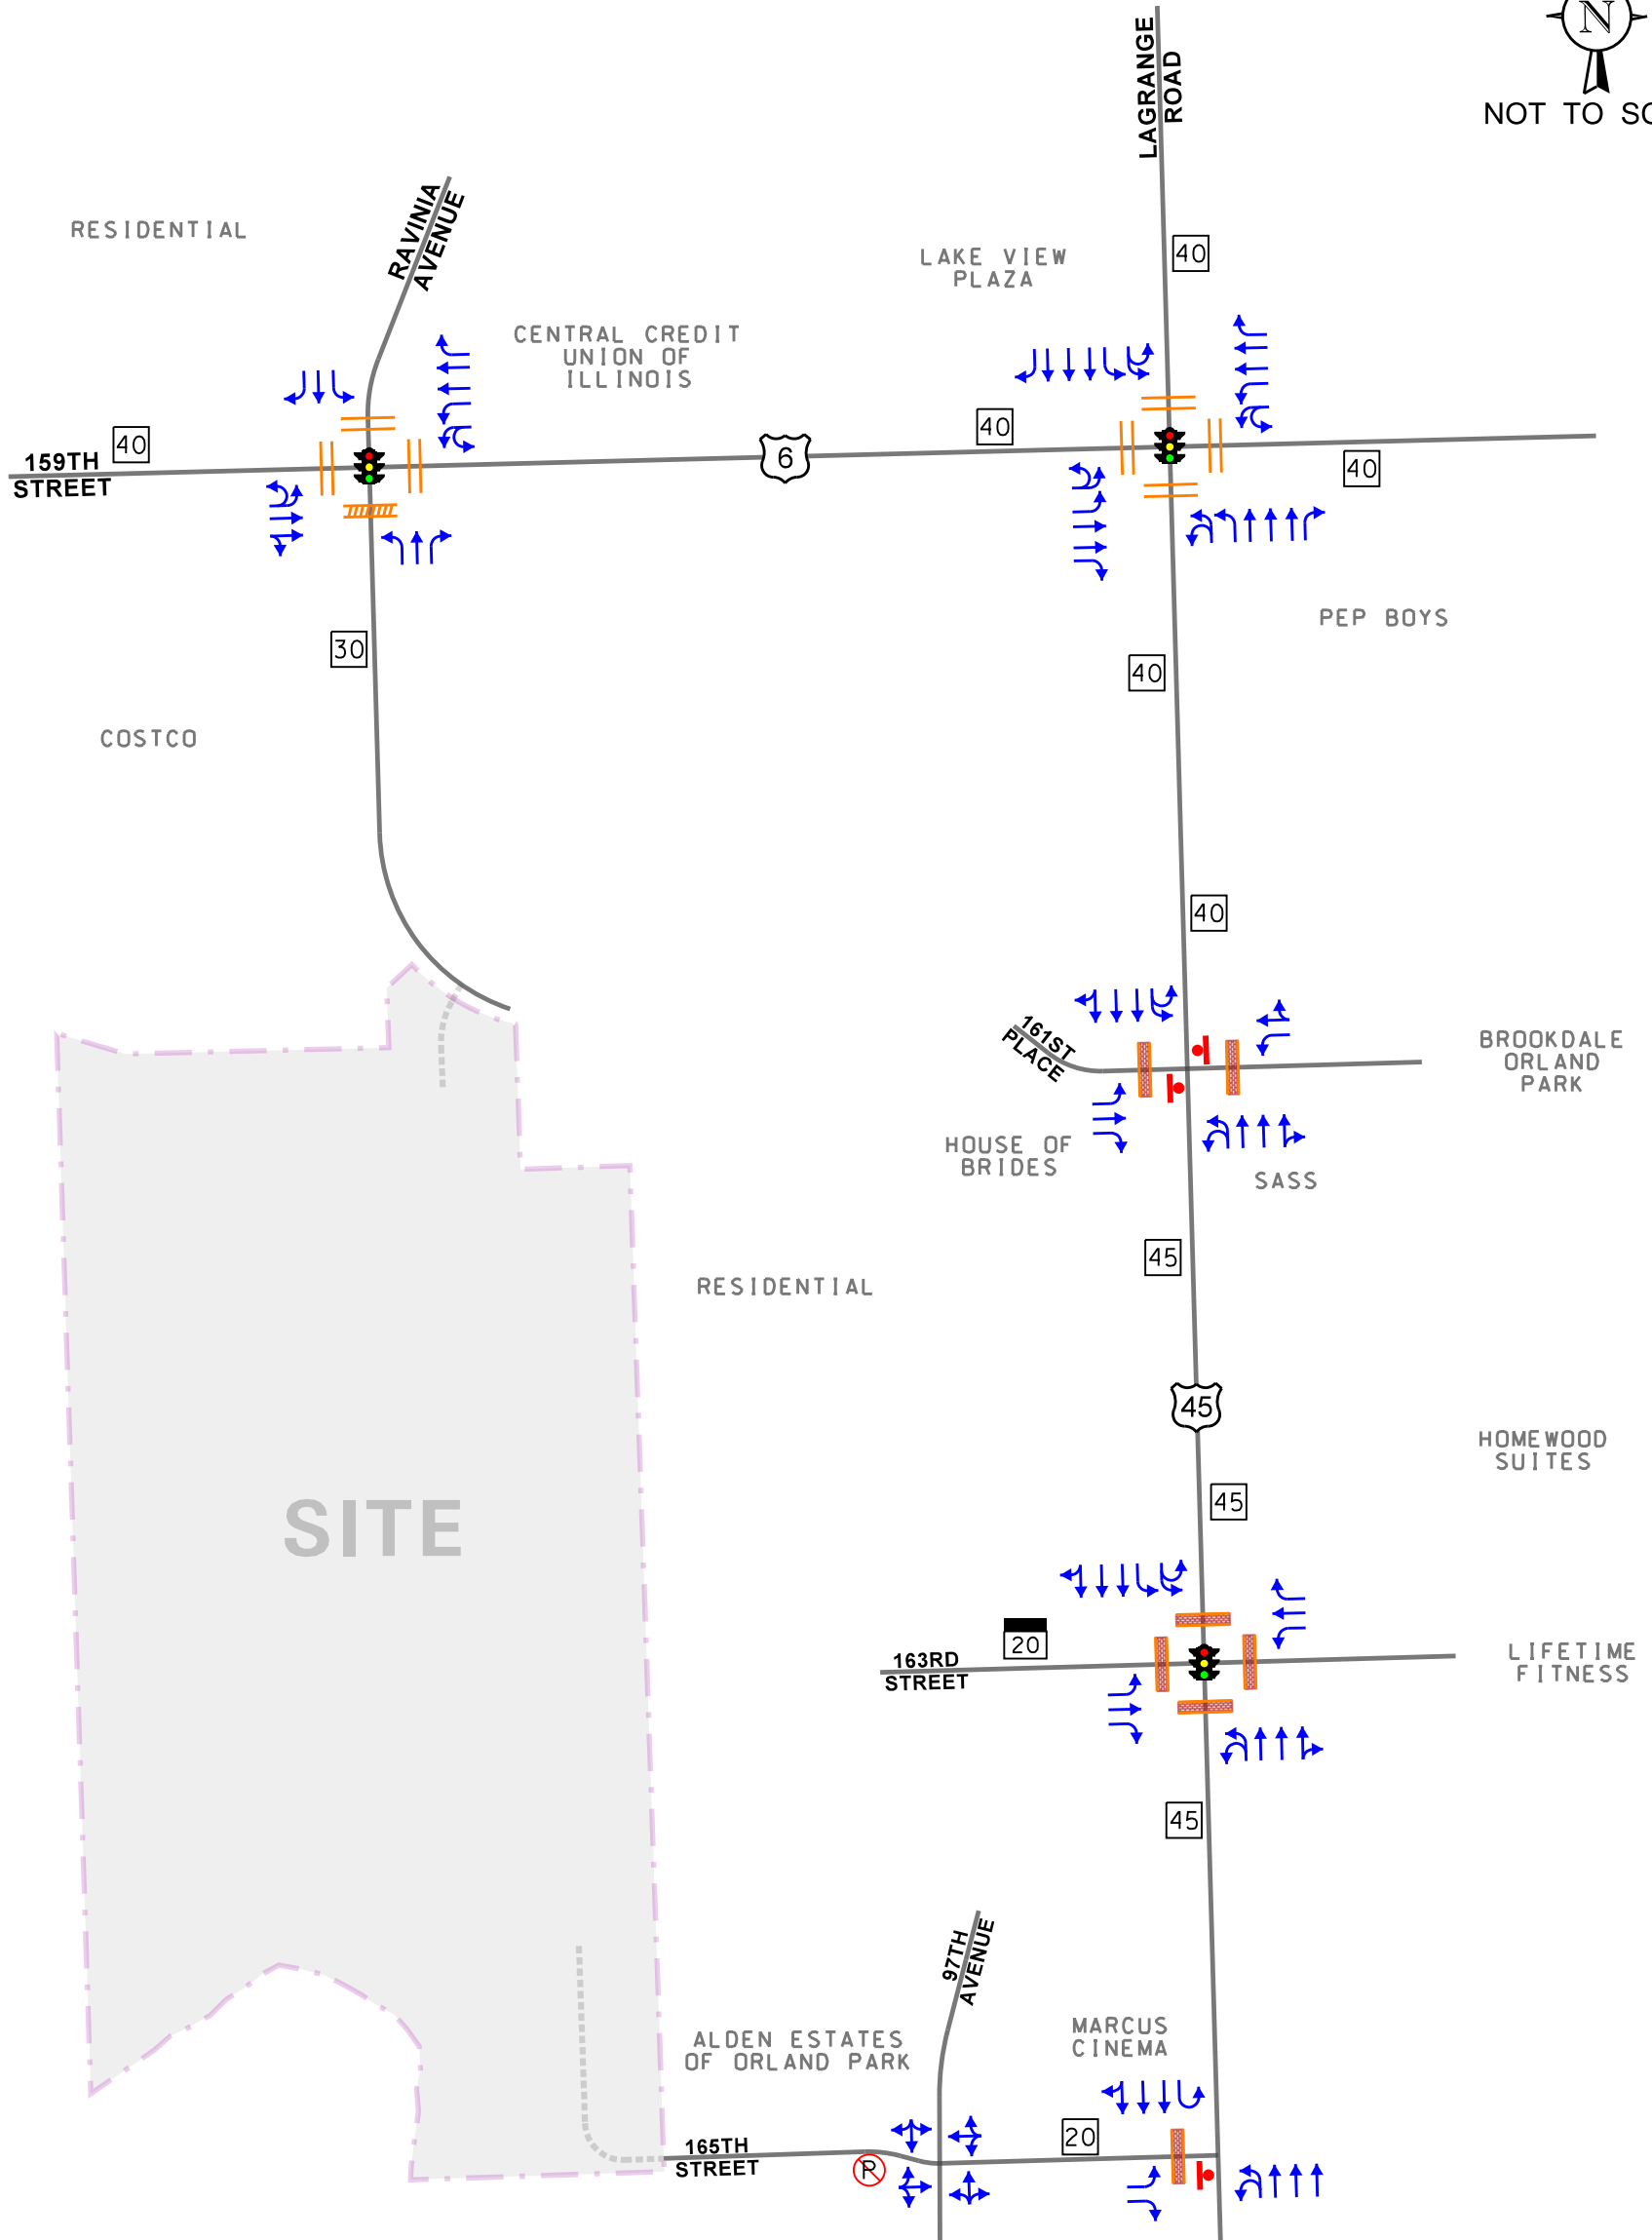 N
NOT TO SC
LAGRANGE
ROAD
RAVINIA
AVENUE
RESIDENTIAL
LAKE VIEW
PLAZA
40
CENTRAL CREDIT
UNION OF
ILLINOIS
40
40
159TH
STREET
6
40
30
PEP BOYS
40
COSTCO
40
161ST
PLACE
BROOKDALE
ORLAND
PARK
HOUSE OF
BRIDES
SASS
45
RESIDENTIAL
45
HOMEWOOD
SUITES
45
SITE
20
163RD
STREET
LIFETIME
FITNESS
45
97TH
AVENUE
ALDEN ESTATES
OF ORLAND PARK
MARCUS
CINEMA
20
165TH
STREET
P